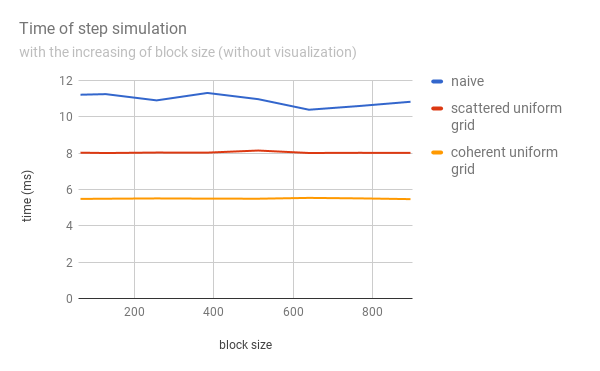 Time of step simulation
with the increasing of block size (without visualization)
12
10
8
6
4
2
0
time (ms)
200 400 600 800
block size
naive
scattered uniform
grid
coherent uniform
grid